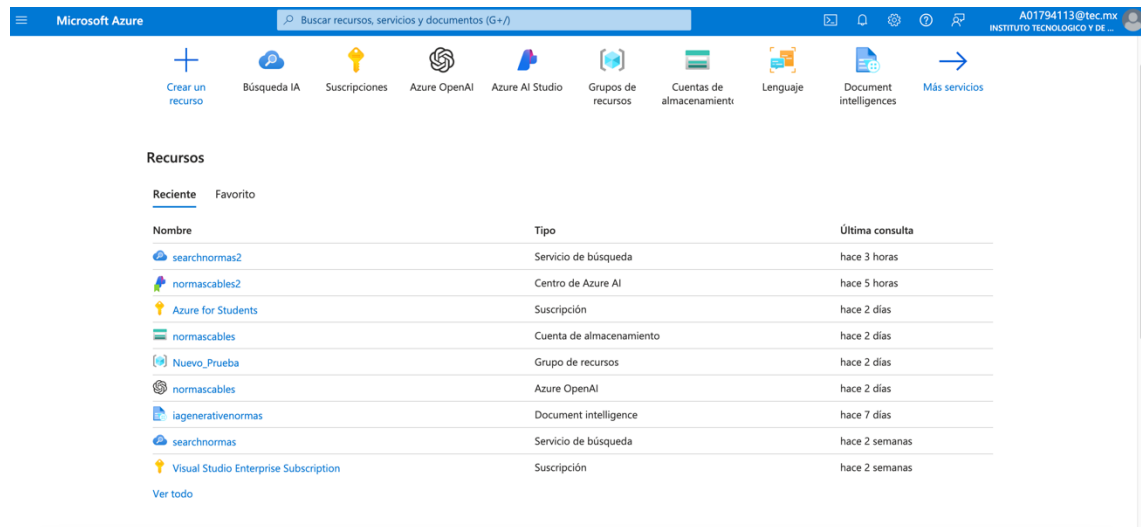 Microsoft Azure
Buscar recursos, servicios y documentos (G+/)
A01794113@tec.mx
INSTITUTO TECNOLOGICO Y DE ...
Crear un recurso
Búsqueda IA
Suscripciones
Azure OpenAI
Azure AI Studio
Grupos de recursos
Cuentas de almacenamiento
Lenguaje
Document intelligences
Más servicios
Recursos
Reciente Favorito
Nombre Tipo Última consulta
searchnormas2 Servicio de búsqueda hace 3 horas
normascables2 Centro de Azure AI hace 5 horas
Azure for Students Suscripción hace 2 días
normascables Cuenta de almacenamiento hace 2 días
Nuevo_Prueba Grupo de recursos hace 2 días
normascables Azure OpenAI hace 2 días
iagenerativenormas Document intelligence hace 7 días
searchnormas Servicio de búsqueda hace 2 semanas
Visual Studio Enterprise Subscription Suscripción hace 2 semanas
Ver todo